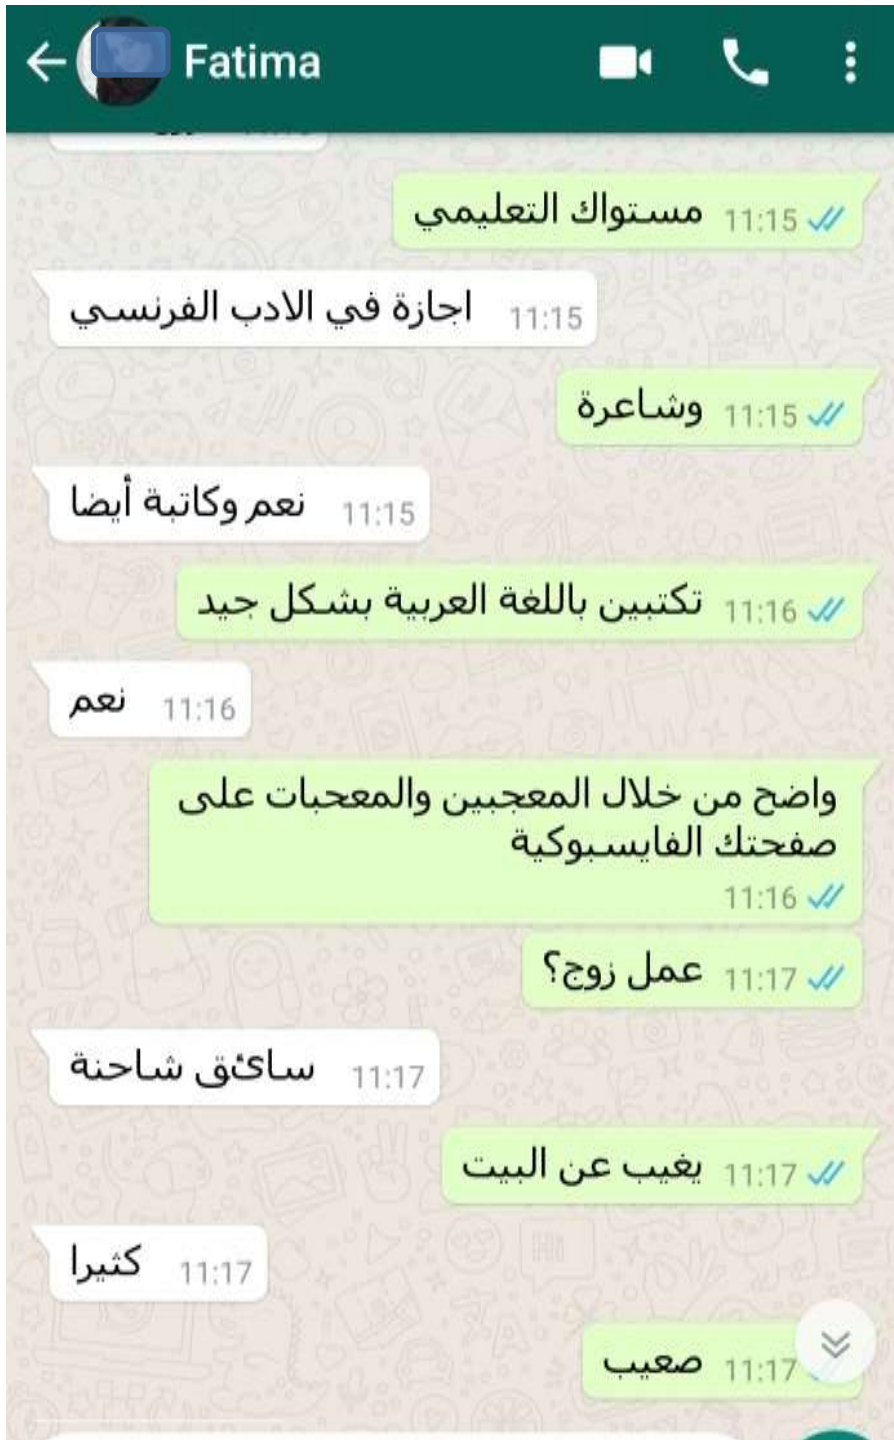 Fatima
مستواك التعليمي 11:15
اجازة في الادب الفرنسي 11:15
وشاعرة 11:15
نعم وكاتبة أيضا 11:15
تكتبين باللغة العربية بشكل جيد 11:16
نعم 11:16
واضح من خلال المعجبين والمعحبات على
صفحتك الفايسبوكية
11:16
عمل زوج؟ 11:17
سائق شاحنة 11:17
يغيب عن البيت 11:17
كثيرا 11:17
صعيب 11:17